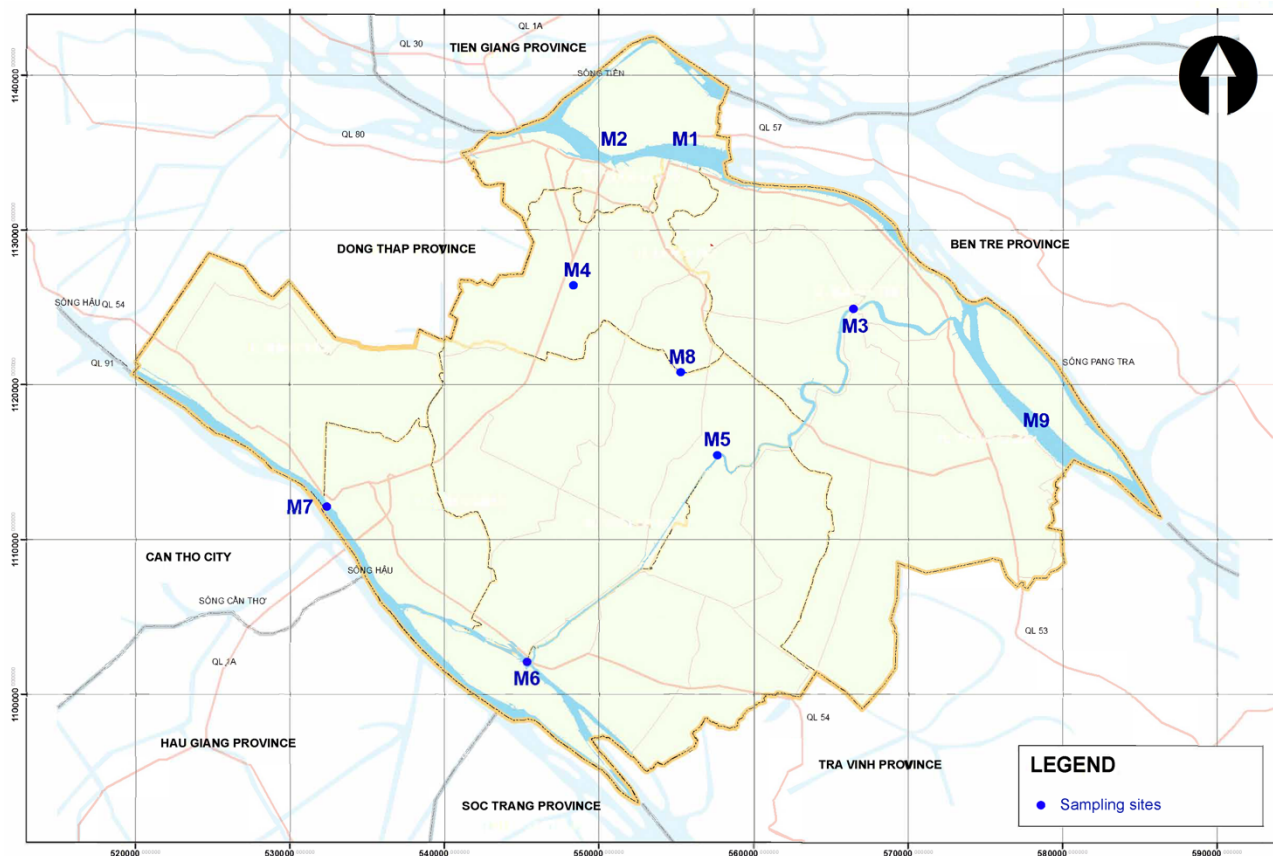 QL 1A
QL 30
TIEN GIANG PROVINCE
SÔNG TIỀN
QL 57
QL 80
M2
M1
1140000
1130000
1120000
1110000
1100000
DONG THAP PROVINCE
BEN TRE PROVINCE
M4
SÔNG HẬU
QL 54
M3
QL 91
M8
SÔNG PANG TRA
M9
M5
M7
CAN THO CITY
SÔNG HẬU
SÔNG CẦN THƠ
QL 53
QL 1A
M6
QL 54
HAU GIANG PROVINCE
TRA VINH PROVINCE
SOC TRANG PROVINCE
LEGEND
Sampling sites
520000
530000
540000
550000
560000
570000
580000
590000